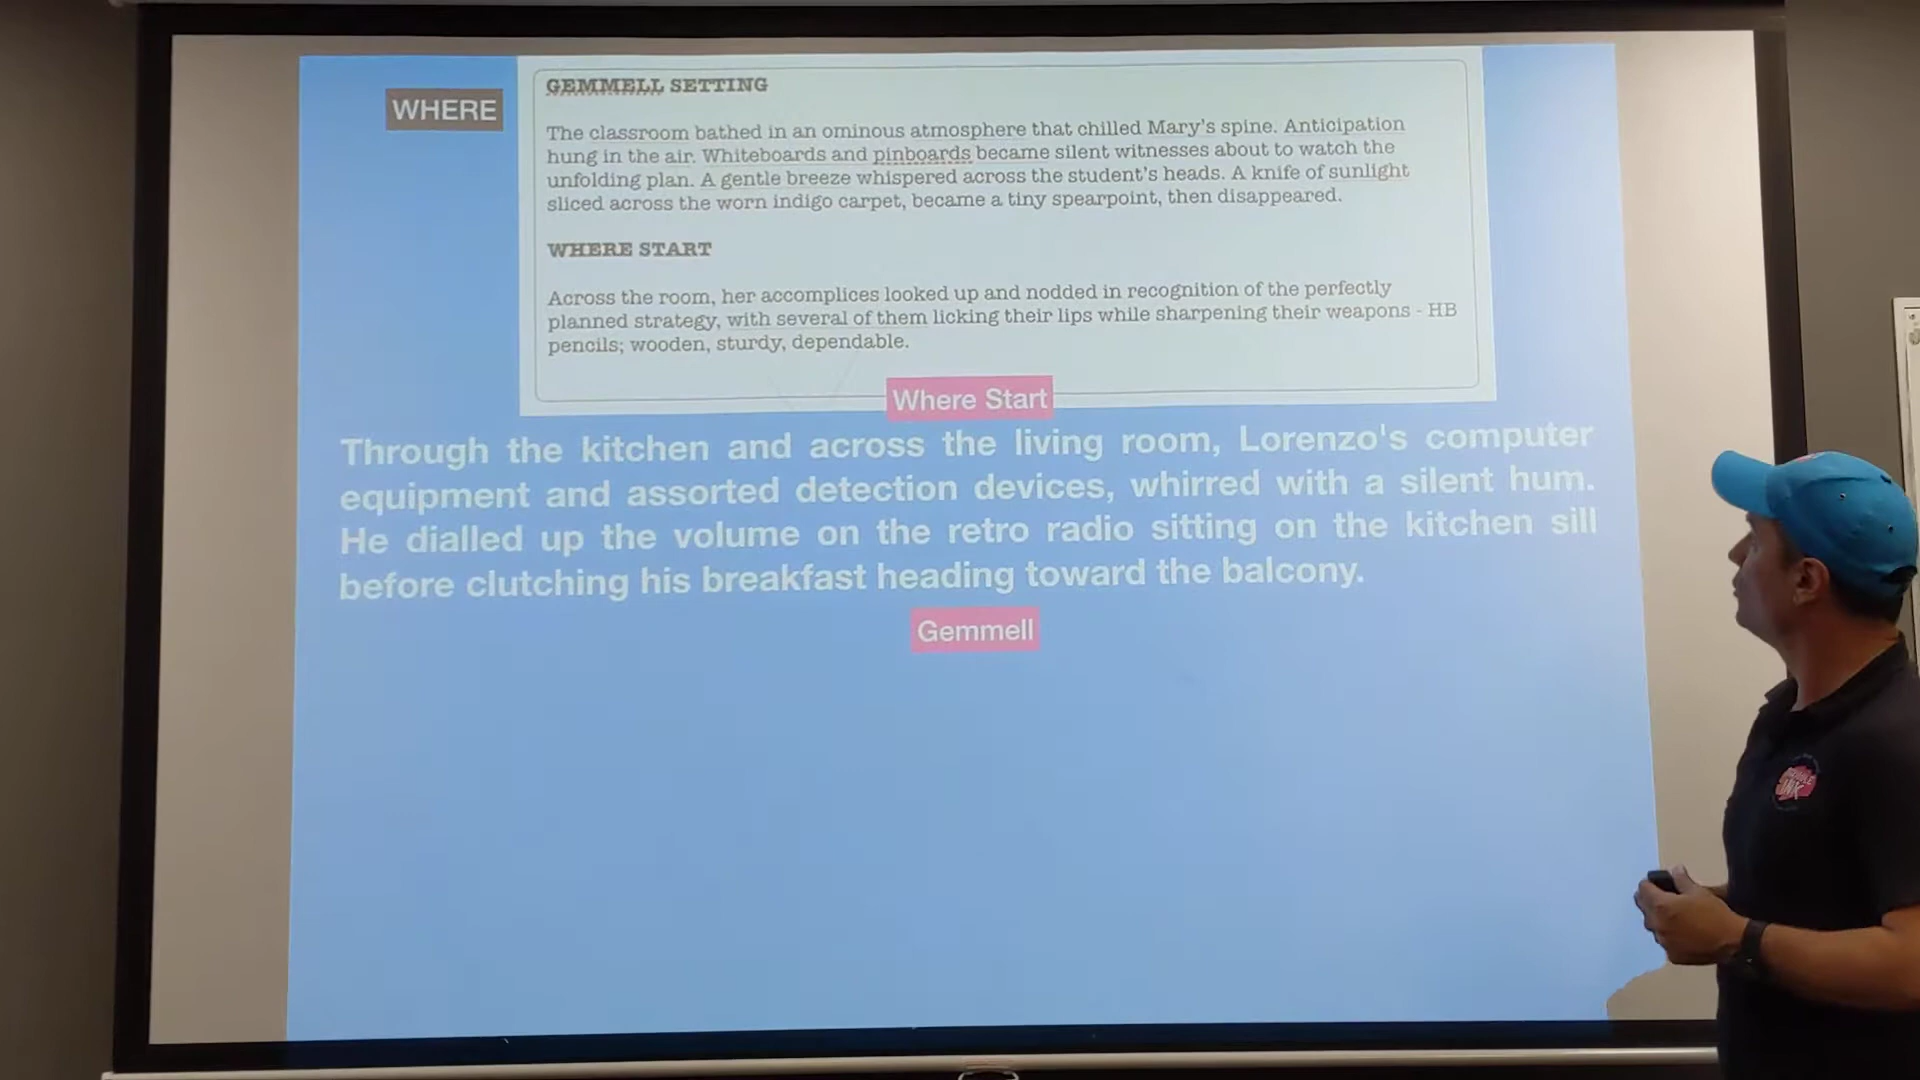 WHERE
GEMMELL SETTING
The classroom bathed in an ominous atmosphere that chilled Mary's spine. Anticipation
hung in the air. Whiteboards and pinboards became silent witnesses about to watch the
unfolding plan. A gentle breeze whispered across the student's heads. A knife of sunlight
sliced across the worn indigo carpet, became a tiny spearpoint, then disappeared.
WHERE START
Across the room, her accomplices looked up and nodded in recognition of the perfectly
planned strategy, with several of them licking their lips while sharpening their weapons - HB
pencils; wooden, sturdy, dependable.
Where Start
Through the kitchen and across the living room, Lorenzo's computer
equipment and assorted detection devices, whirred with a silent hum.
He dialled up the volume on the retro radio sitting on the kitchen sill
before clutching his breakfast heading toward the balcony.
Gemmell
INK